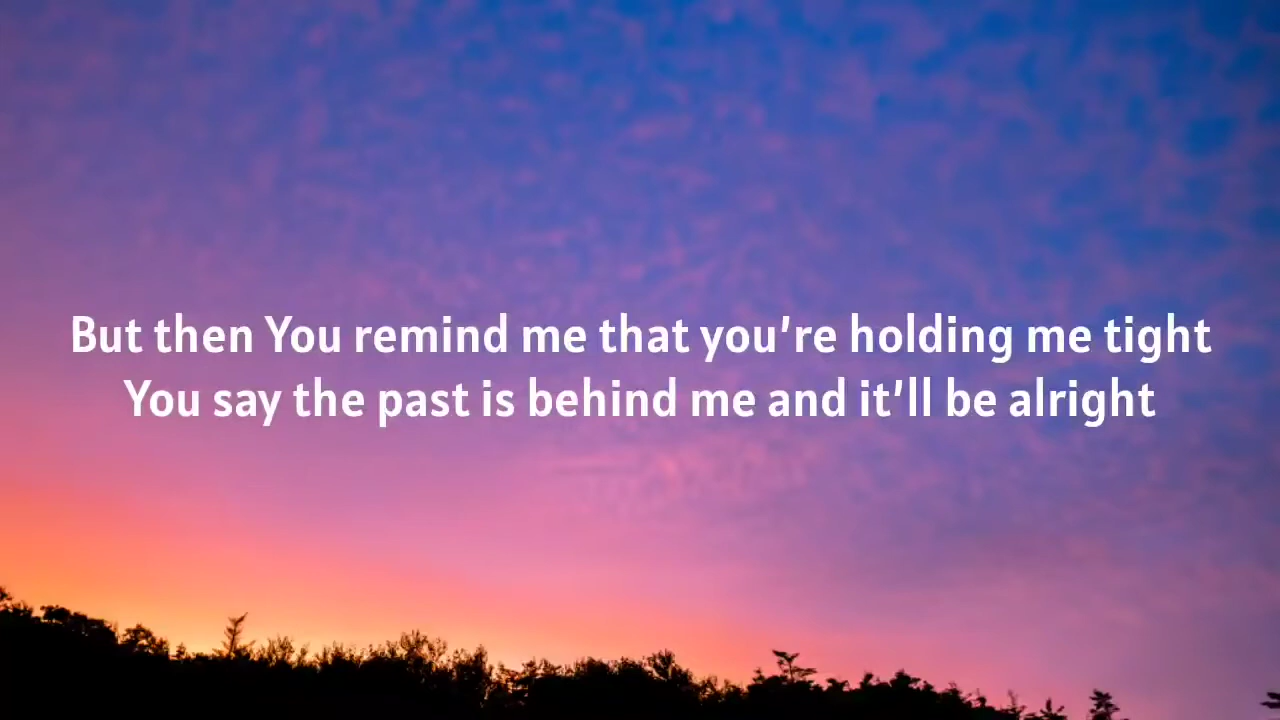 But then You remind me that you're holding me tight
You say the past is behind me and it'll be alright